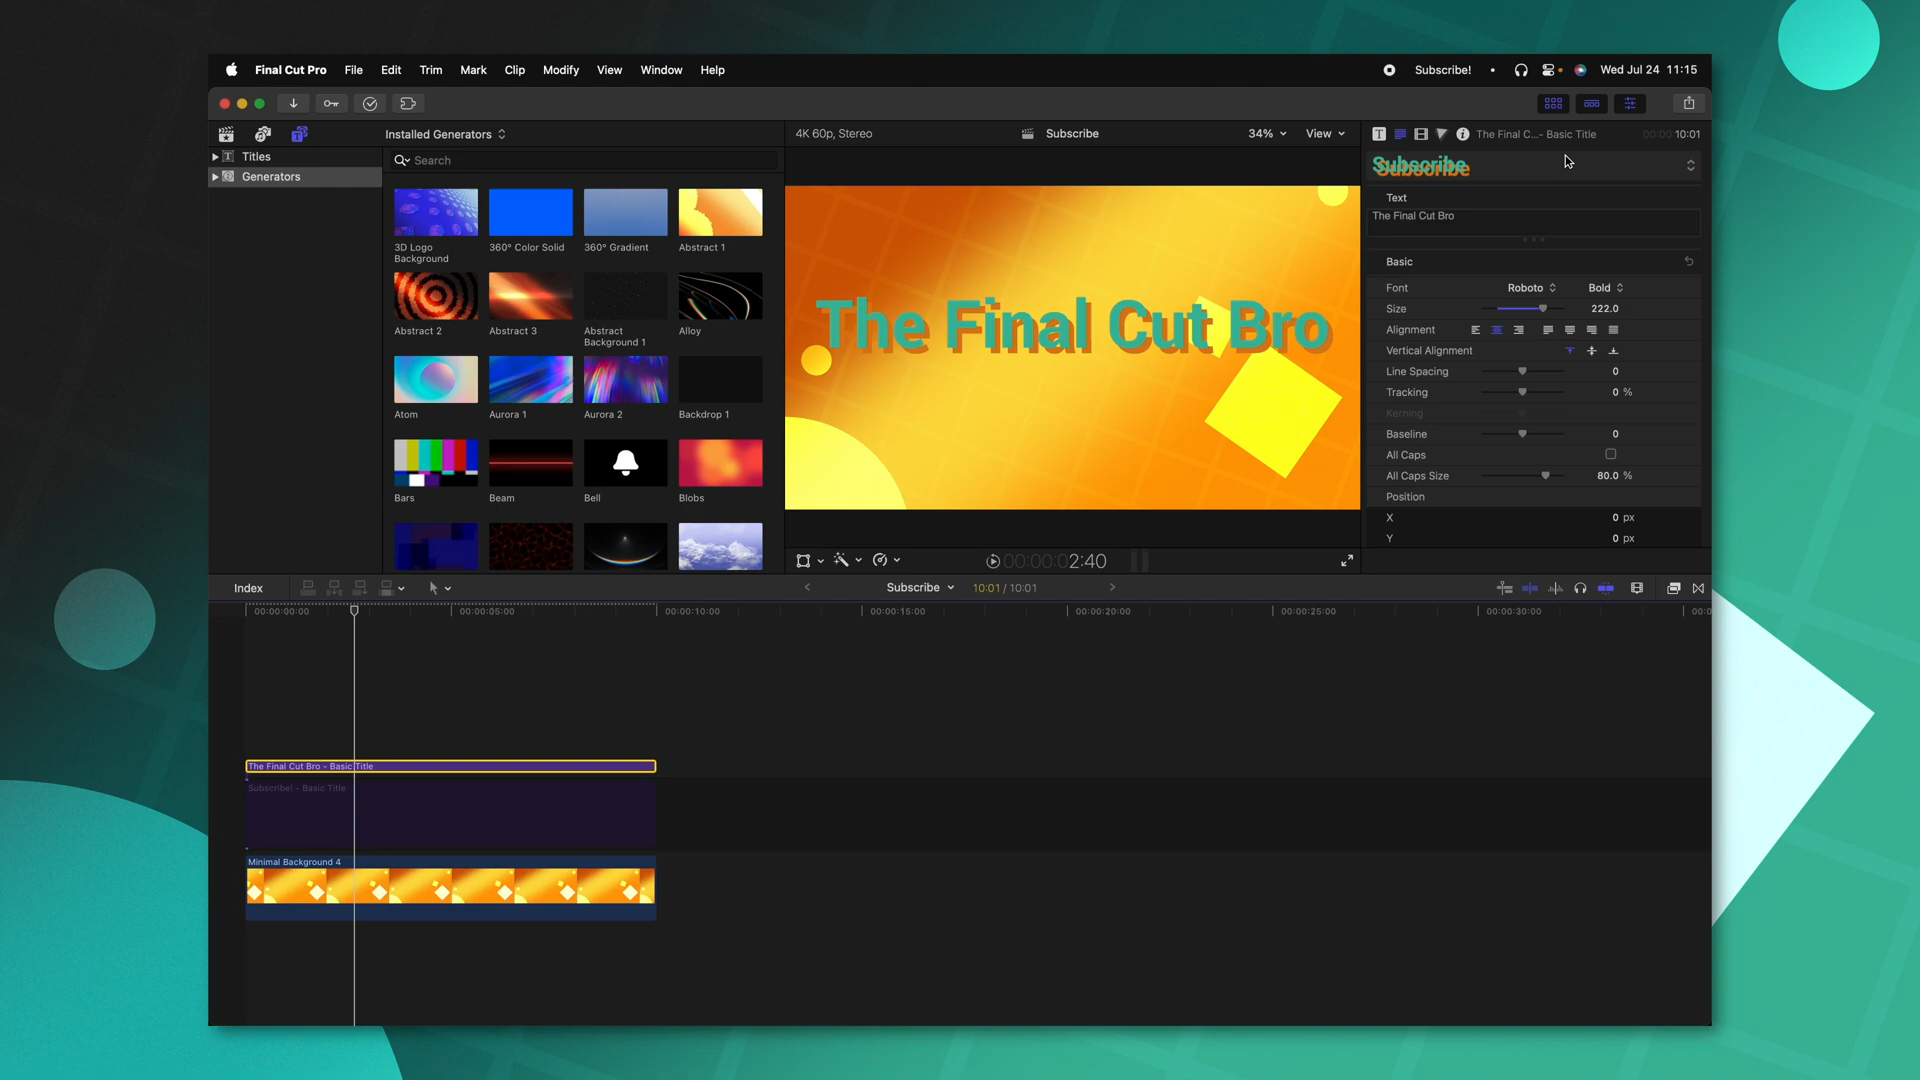 Final Cut Pro File Edit Trim Mark Clip Modify View Window Help Subscribe! Wed Jul 24 11:15
Installed Generators 4K 60p, Stereo Subscribe 34% View The Final C...- Basic Title 00:00 10:01
Titles
Search
Generators
Subscribe
3D Logo Background
360° Color Solid
360° Gradient
Abstract 1
Abstract 2
Abstract 3
Abstract Background 1
Alloy
Atom
Aurora 1
Aurora 2
Backdrop 1
Bars
Beam
Bell
Blobs
The Final Cut Bro
00:00:02:40
Text
The Final Cut Bro
Basic
Font Roboto Bold
Size 222.0
Alignment
Vertical Alignment
Line Spacing 0
Tracking 0 %
Kerning
Baseline 0
All Caps
All Caps Size 80.0 %
Position
X 0 px
Y 0 px
Index Subscribe 10:01 / 10:01
00:00:00:00 00:00:05:00 00:00:10:00 00:00:15:00 00:00:20:00 00:00:25:00 00:00:30:00 00:0
The Final Cut Bro - Basic Title
Subscribe! - Basic Title
Minimal Background 4